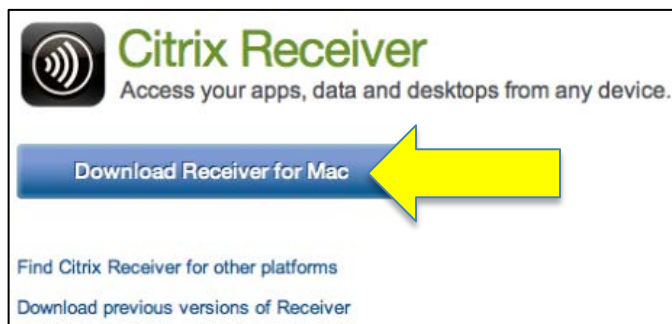 Citrix Receiver
Access your apps, data and desktops from any device.
Download Receiver for Mac
Find Citrix Receiver for other platforms
Download previous versions of Receiver